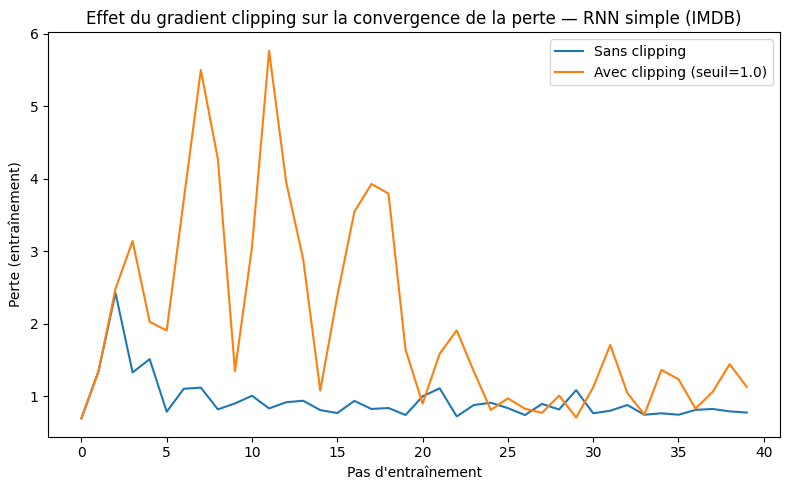 Effet du gradient clipping sur la convergence de la perte — RNN simple (IMDB)
Sans clipping
Avec clipping (seuil=1.0)
Perte (entraînement)
6
5
4
3
2
1
0 5 10 15 20 25 30 35 40
Pas d'entraînement